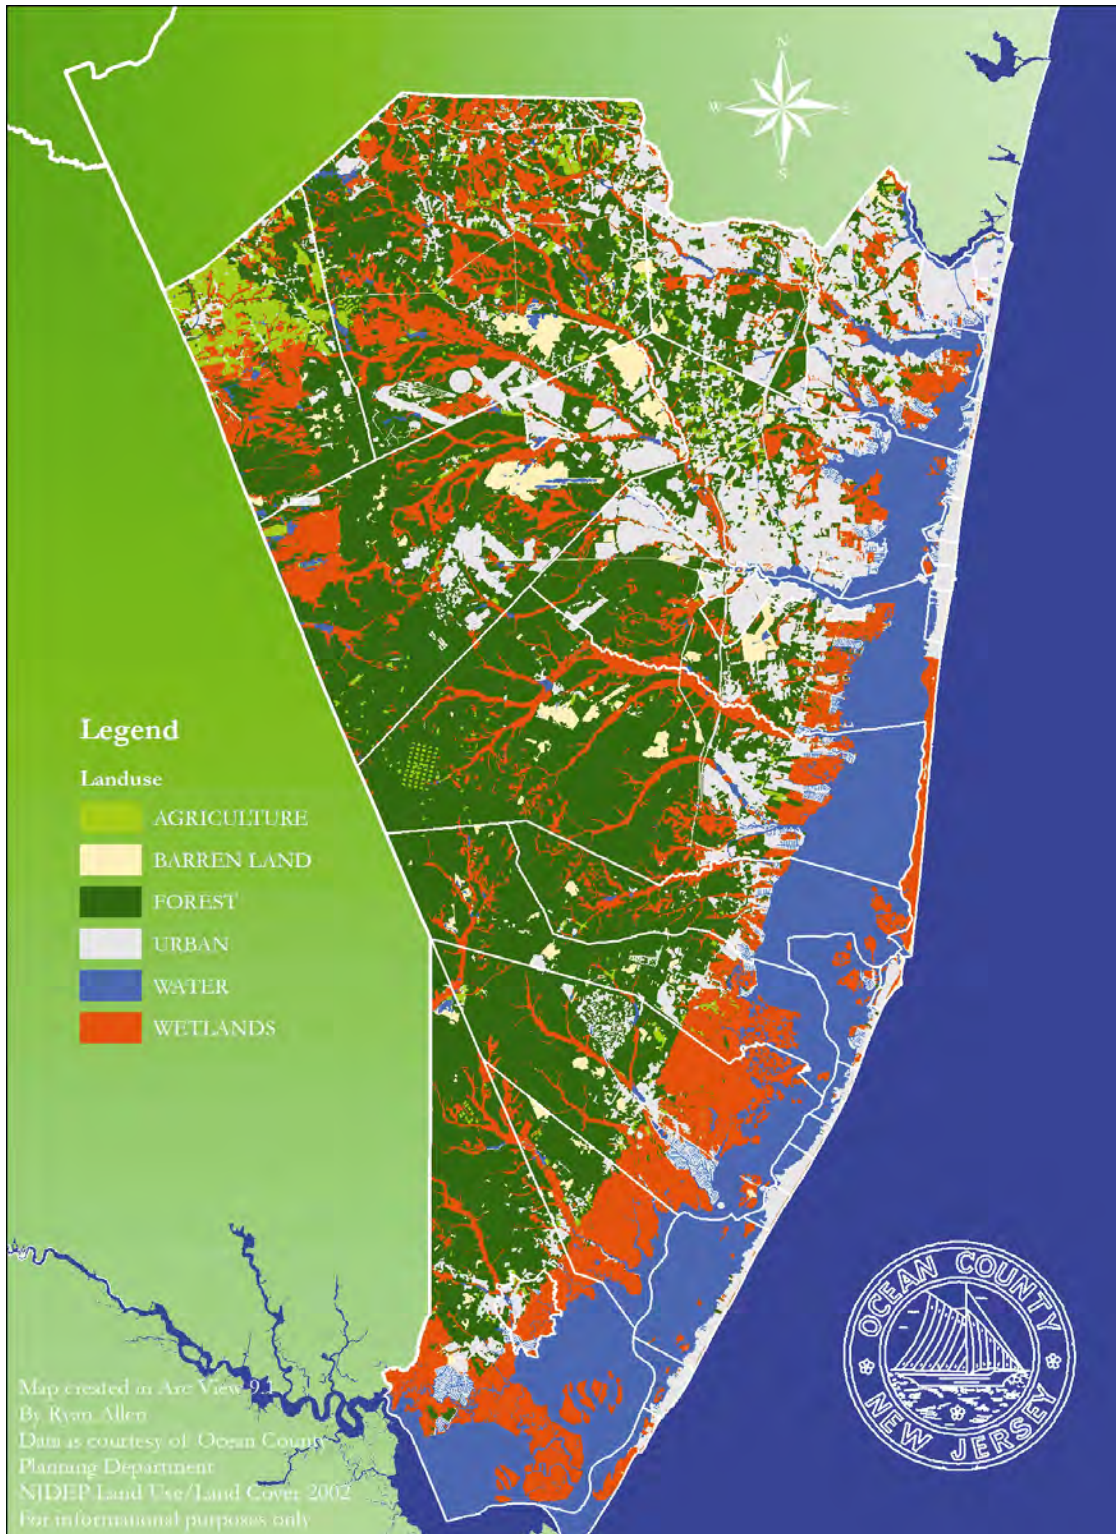 N
W E
S
Legend
Landuse
AGRICULTURE
BARREN LAND
FOREST
URBAN
WATER
WETLANDS
OCEAN COUNTY
NEW JERSEY
Map created in Arc View 9.1
By Ryan Allen
Data is courtesy of Ocean County
Planning Department
NJDEP Land Use/Land Cover 2002
For informational purposes only